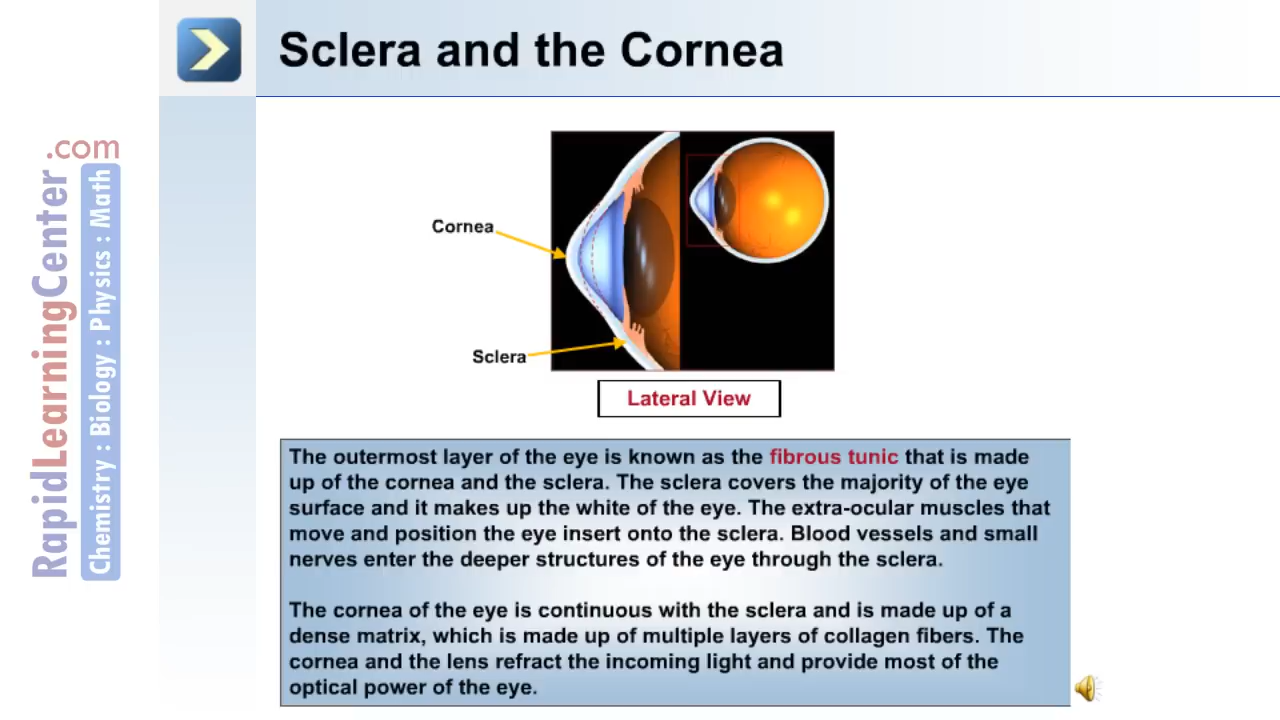 Sclera and the Cornea
RapidLearningCenter.com
Chemistry : Biology : Physics : Math
Cornea
Sclera
Lateral View
The outermost layer of the eye is known as the fibrous tunic that is made
up of the cornea and the sclera. The sclera covers the majority of the eye
surface and it makes up the white of the eye. The extra-ocular muscles that
move and position the eye insert onto the sclera. Blood vessels and small
nerves enter the deeper structures of the eye through the sclera.
The cornea of the eye is continuous with the sclera and is made up of a
dense matrix, which is made up of multiple layers of collagen fibers. The
cornea and the lens refract the incoming light and provide most of the
optical power of the eye.